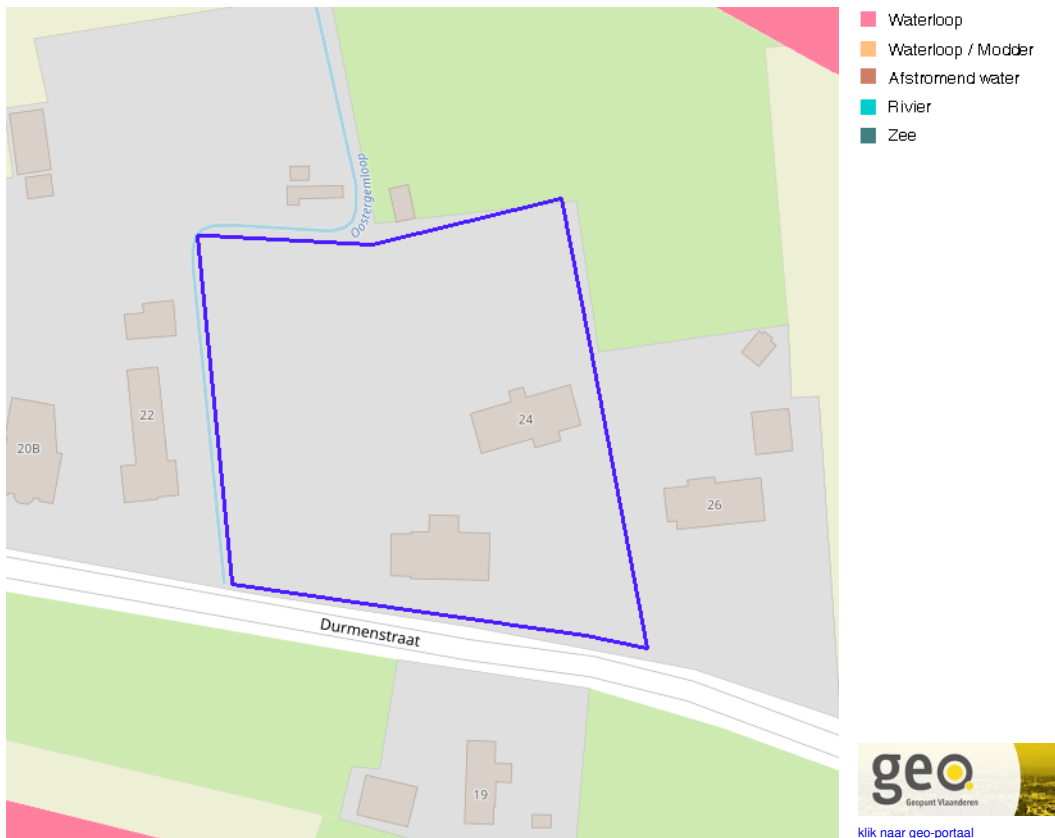 Waterloop
Waterloop / Modder
Afstromend water
Rivier
Zee
Oostergemloop
22
20B
24
26
Durmenstraat
19
geo
Geopunt Vlaanderen
klik naar geo-portaal